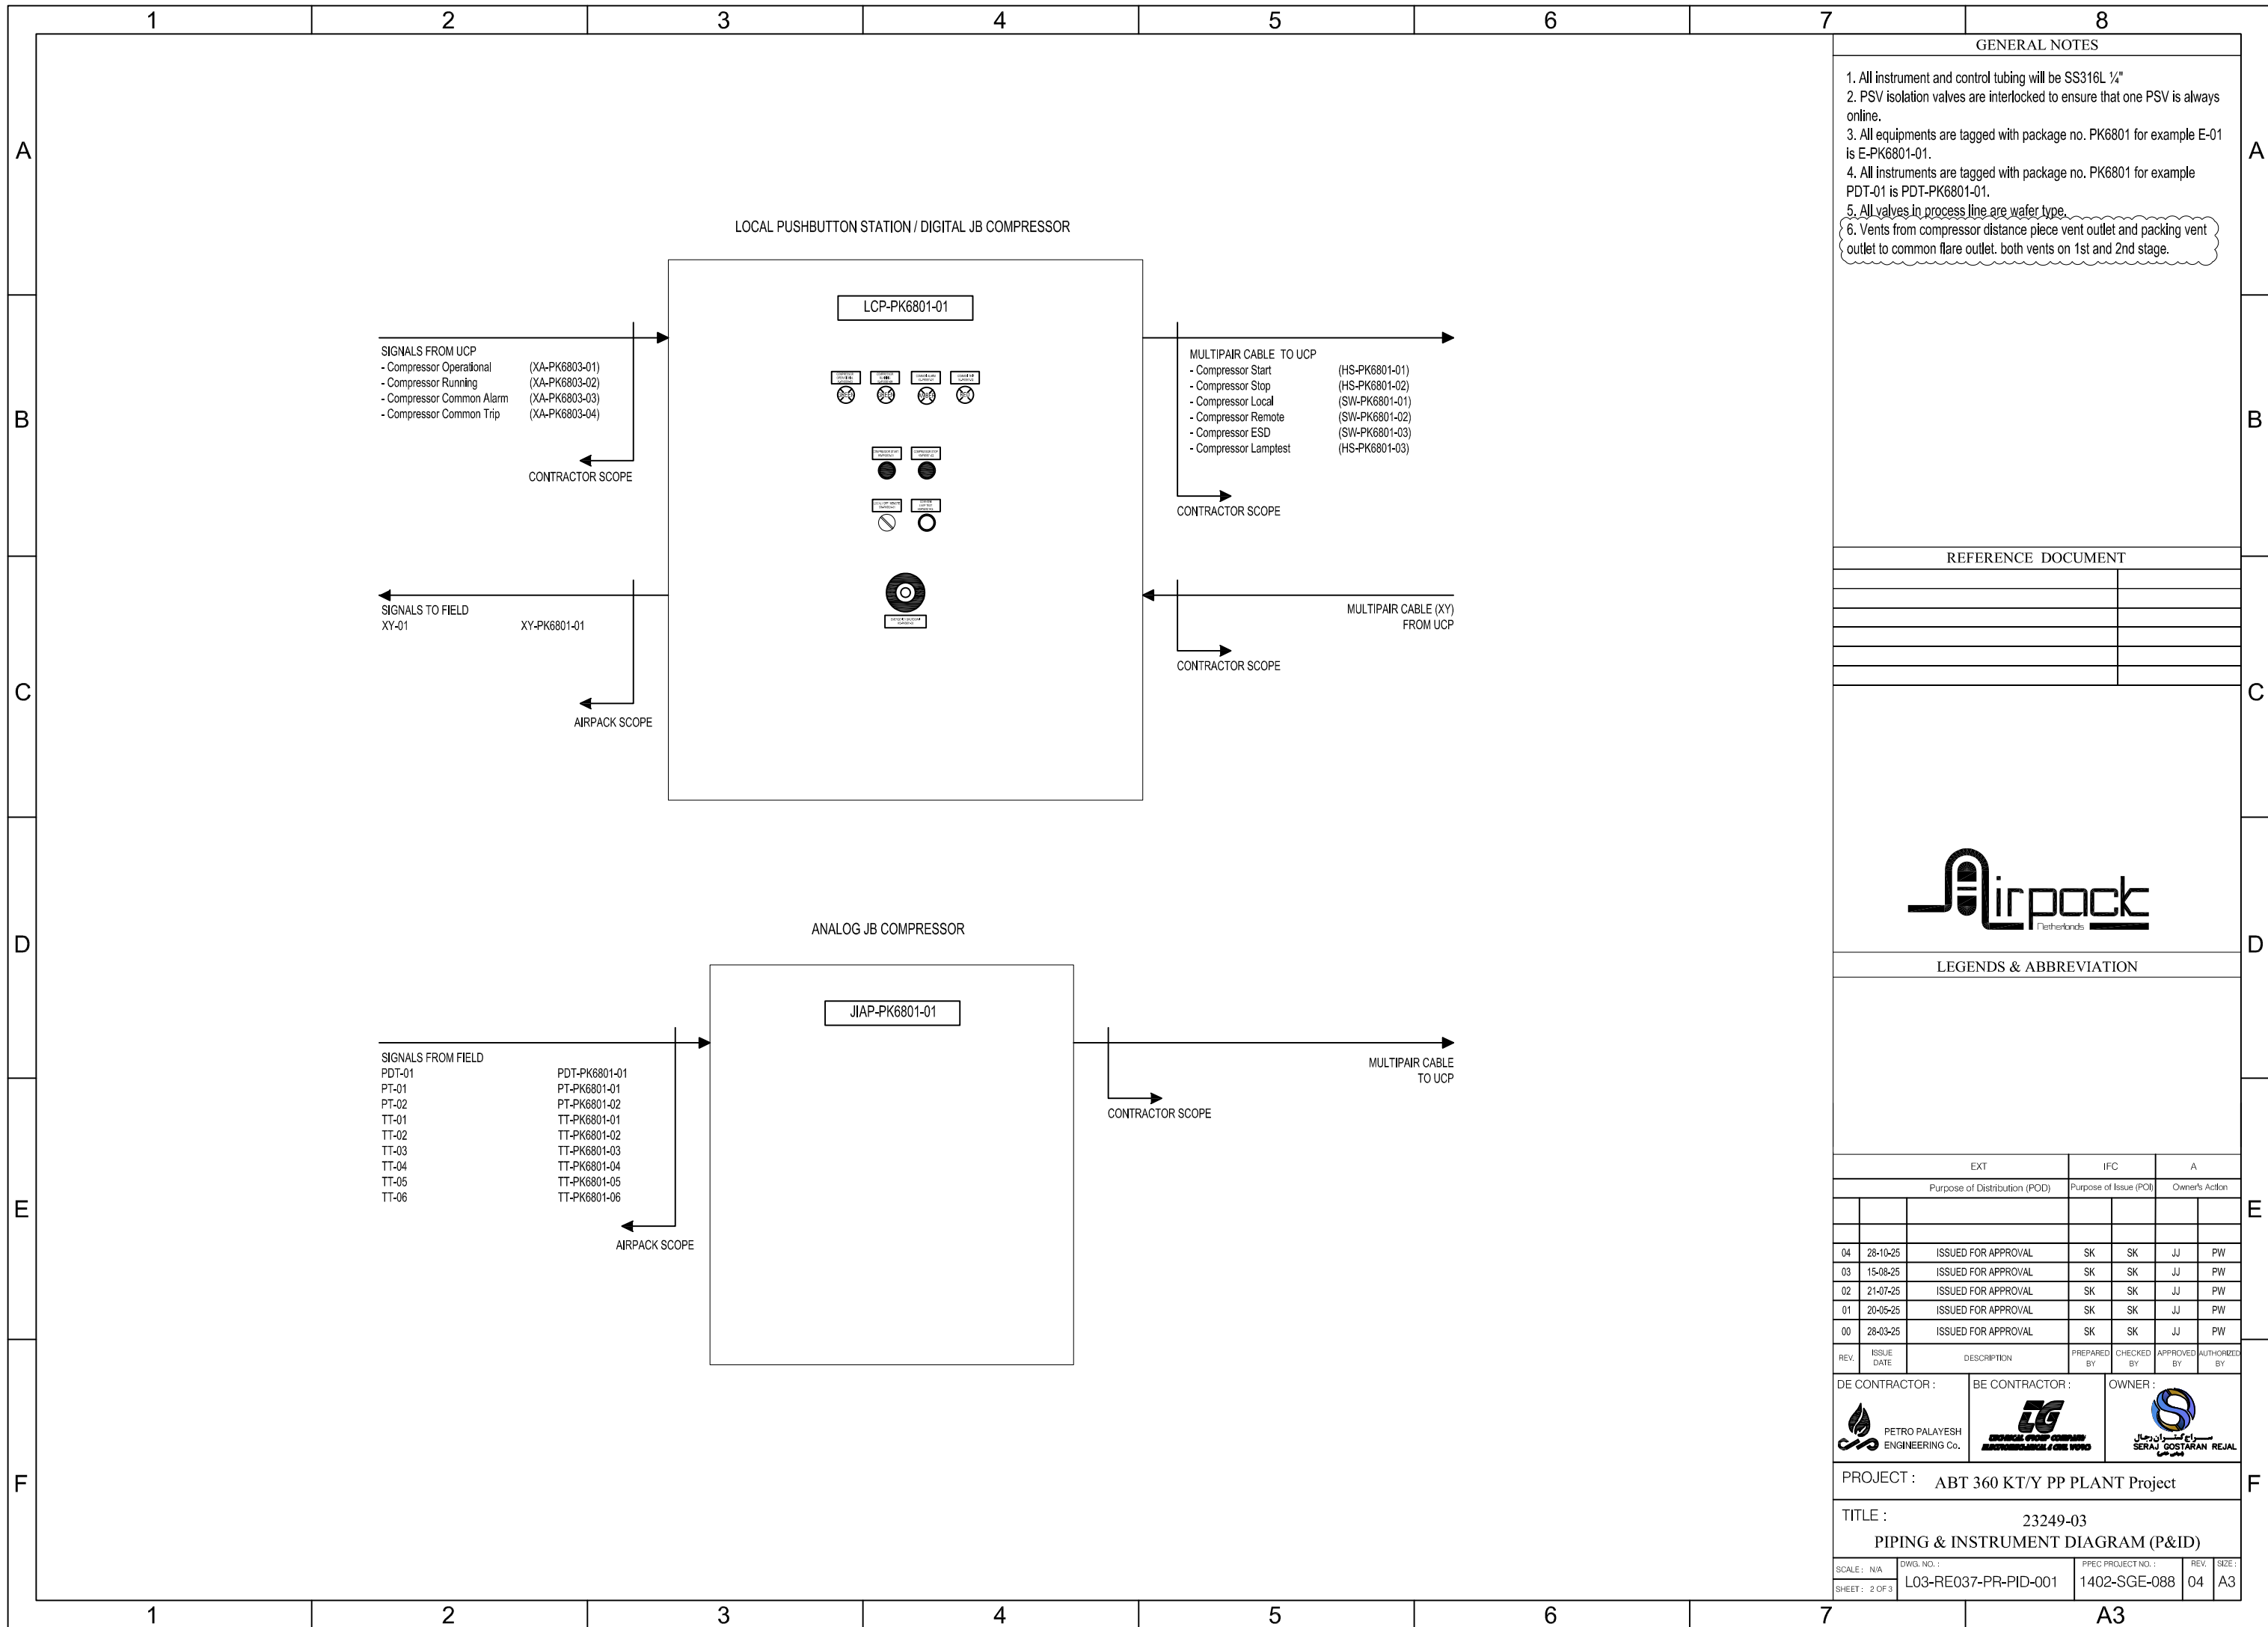 1 2 3 4 5 6 7 8
A
B
C
D
E
F
LOCAL PUSHBUTTON STATION / DIGITAL JB COMPRESSOR
LCP-PK6801-01
SIGNALS FROM UCP
- Compressor Operational (XA-PK6803-01)
- Compressor Running (XA-PK6803-02)
- Compressor Common Alarm (XA-PK6803-03)
- Compressor Common Trip (XA-PK6803-04)
CONTRACTOR SCOPE
MULTIPAIR CABLE TO UCP
- Compressor Start (HS-PK6801-01)
- Compressor Stop (HS-PK6801-02)
- Compressor Local (SW-PK6801-01)
- Compressor Remote (SW-PK6801-02)
- Compressor ESD (SW-PK6801-03)
- Compressor Lamptest (HS-PK6801-03)
CONTRACTOR SCOPE
SIGNALS TO FIELD
XY-01 XY-PK6801-01
AIRPACK SCOPE
MULTIPAIR CABLE (XY)
FROM UCP
CONTRACTOR SCOPE
ANALOG JB COMPRESSOR
JIAP-PK6801-01
SIGNALS FROM FIELD
PDT-01 PDT-PK6801-01
PT-01 PT-PK6801-01
PT-02 PT-PK6801-02
TT-01 TT-PK6801-01
TT-02 TT-PK6801-02
TT-03 TT-PK6801-03
TT-04 TT-PK6801-04
TT-05 TT-PK6801-05
TT-06 TT-PK6801-06
AIRPACK SCOPE
MULTIPAIR CABLE
TO UCP
CONTRACTOR SCOPE
GENERAL NOTES
1. All instrument and control tubing will be SS316L ¼"
2. PSV isolation valves are interlocked to ensure that one PSV is always
online.
3. All equipments are tagged with package no. PK6801 for example E-01
is E-PK6801-01.
4. All instruments are tagged with package no. PK6801 for example
PDT-01 is PDT-PK6801-01.
5. All valves in process line are wafer type.
6. Vents from compressor distance piece vent outlet and packing vent
outlet to common flare outlet. both vents on 1st and 2nd stage.
REFERENCE DOCUMENT
Airpack
Netherlands
LEGENDS & ABBREVIATION
EXT IFC A
Purpose of Distribution (POD) Purpose of Issue (POI) Owner's Action
04 28-10-25 ISSUED FOR APPROVAL SK SK JJ PW
03 15-08-25 ISSUED FOR APPROVAL SK SK JJ PW
02 21-07-25 ISSUED FOR APPROVAL SK SK JJ PW
01 20-05-25 ISSUED FOR APPROVAL SK SK JJ PW
00 28-03-25 ISSUED FOR APPROVAL SK SK JJ PW
REV. ISSUE DATE DESCRIPTION PREPARED BY CHECKED BY APPROVED BY AUTHORIZED BY
DE CONTRACTOR : BE CONTRACTOR : OWNER :
PETRO PALAYESH
ENGINEERING Co.
TG
TECHNICAL GROUP COMPANY
ELECTROMECHANICAL & CIVIL WORKS
سراج گستران رجال
SERAJ GOSTARAN REJAL
PROJECT : ABT 360 KT/Y PP PLANT Project
TITLE : 23249-03
PIPING & INSTRUMENT DIAGRAM (P&ID)
SCALE : N/A DWG. NO. : PPEC PROJECT NO. : REV. SIZE :
SHEET : 2 OF 3 L03-RE037-PR-PID-001 1402-SGE-088 04 A3
A
B
C
D
E
F
1 2 3 4 5 6 7 A3